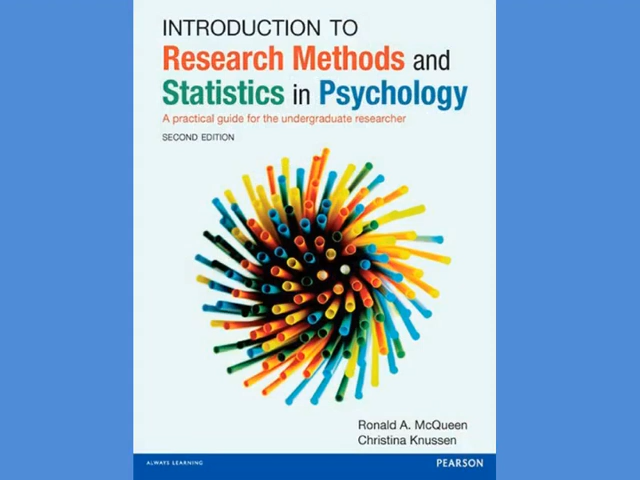 INTRODUCTION TO
Research Methods and
Statistics in Psychology
A practical guide for the undergraduate researcher
SECOND EDITION
Ronald A. McQueen
Christina Knussen
ALWAYS LEARNING
PEARSON